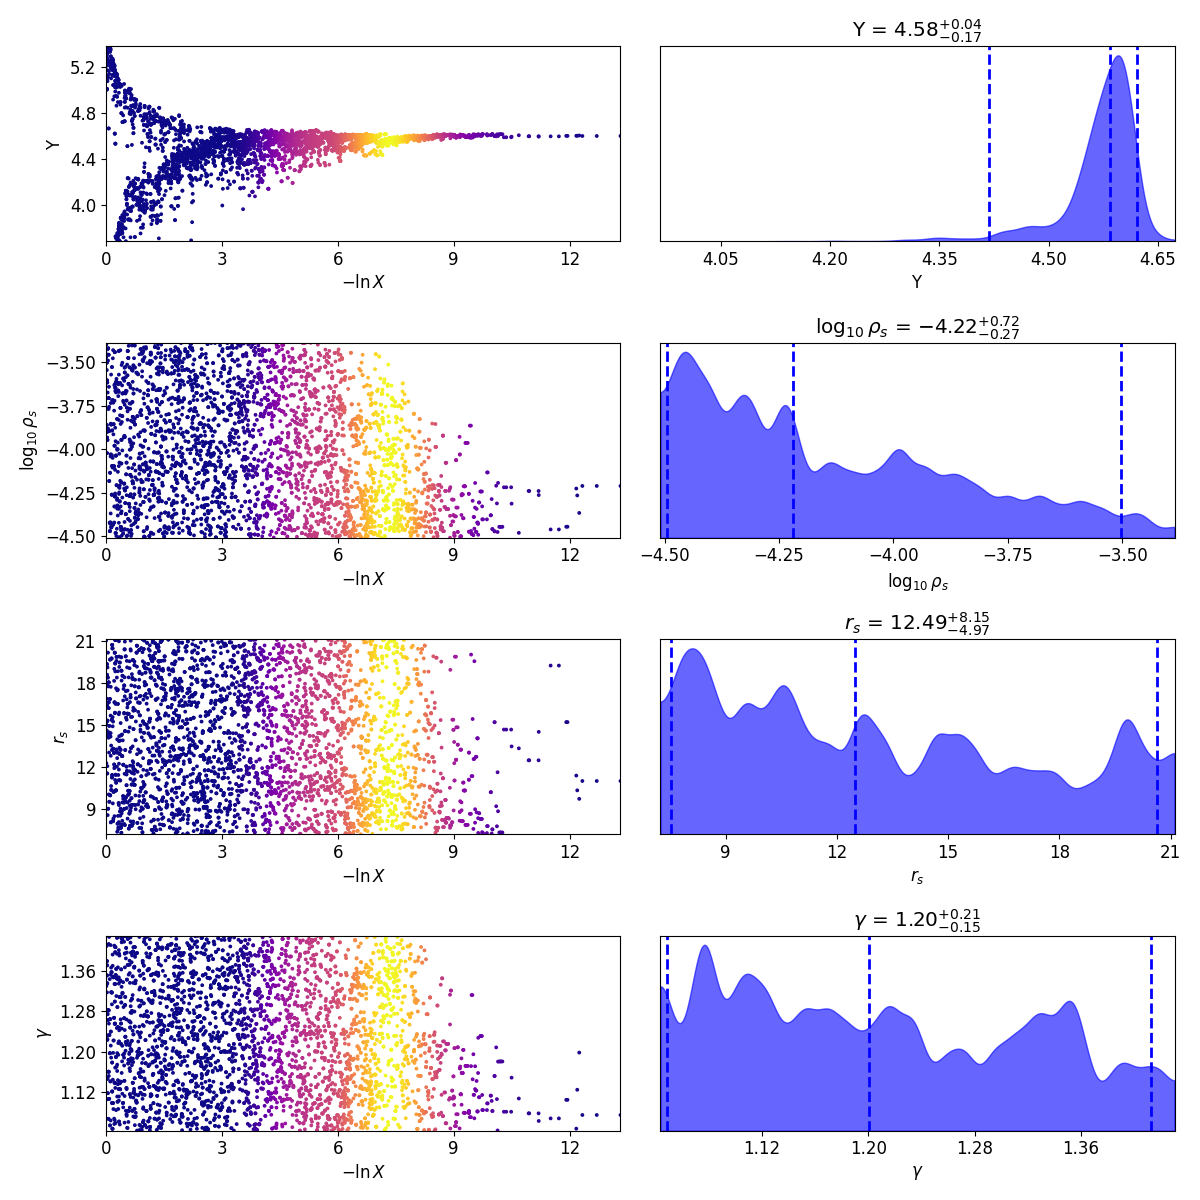 Y = 4.58+0.04 −0.17
5.2
4.8
4.4
4.0
Y
0 3 6 9 12
−ln X
4.05 4.20 4.35 4.50 4.65
Y
log10 ρs = −4.22+0.72 −0.27
−3.50
−3.75
−4.00
−4.25
−4.50
log10 ρs
0 3 6 9 12
−ln X
−4.50 −4.25 −4.00 −3.75 −3.50
log10 ρs
rs = 12.49+8.15 −4.97
21
18
15
12
9
rs
0 3 6 9 12
−ln X
9 12 15 18 21
rs
γ = 1.20+0.21 −0.15
1.36
1.28
1.20
1.12
γ
0 3 6 9 12
−ln X
1.12 1.20 1.28 1.36
γ